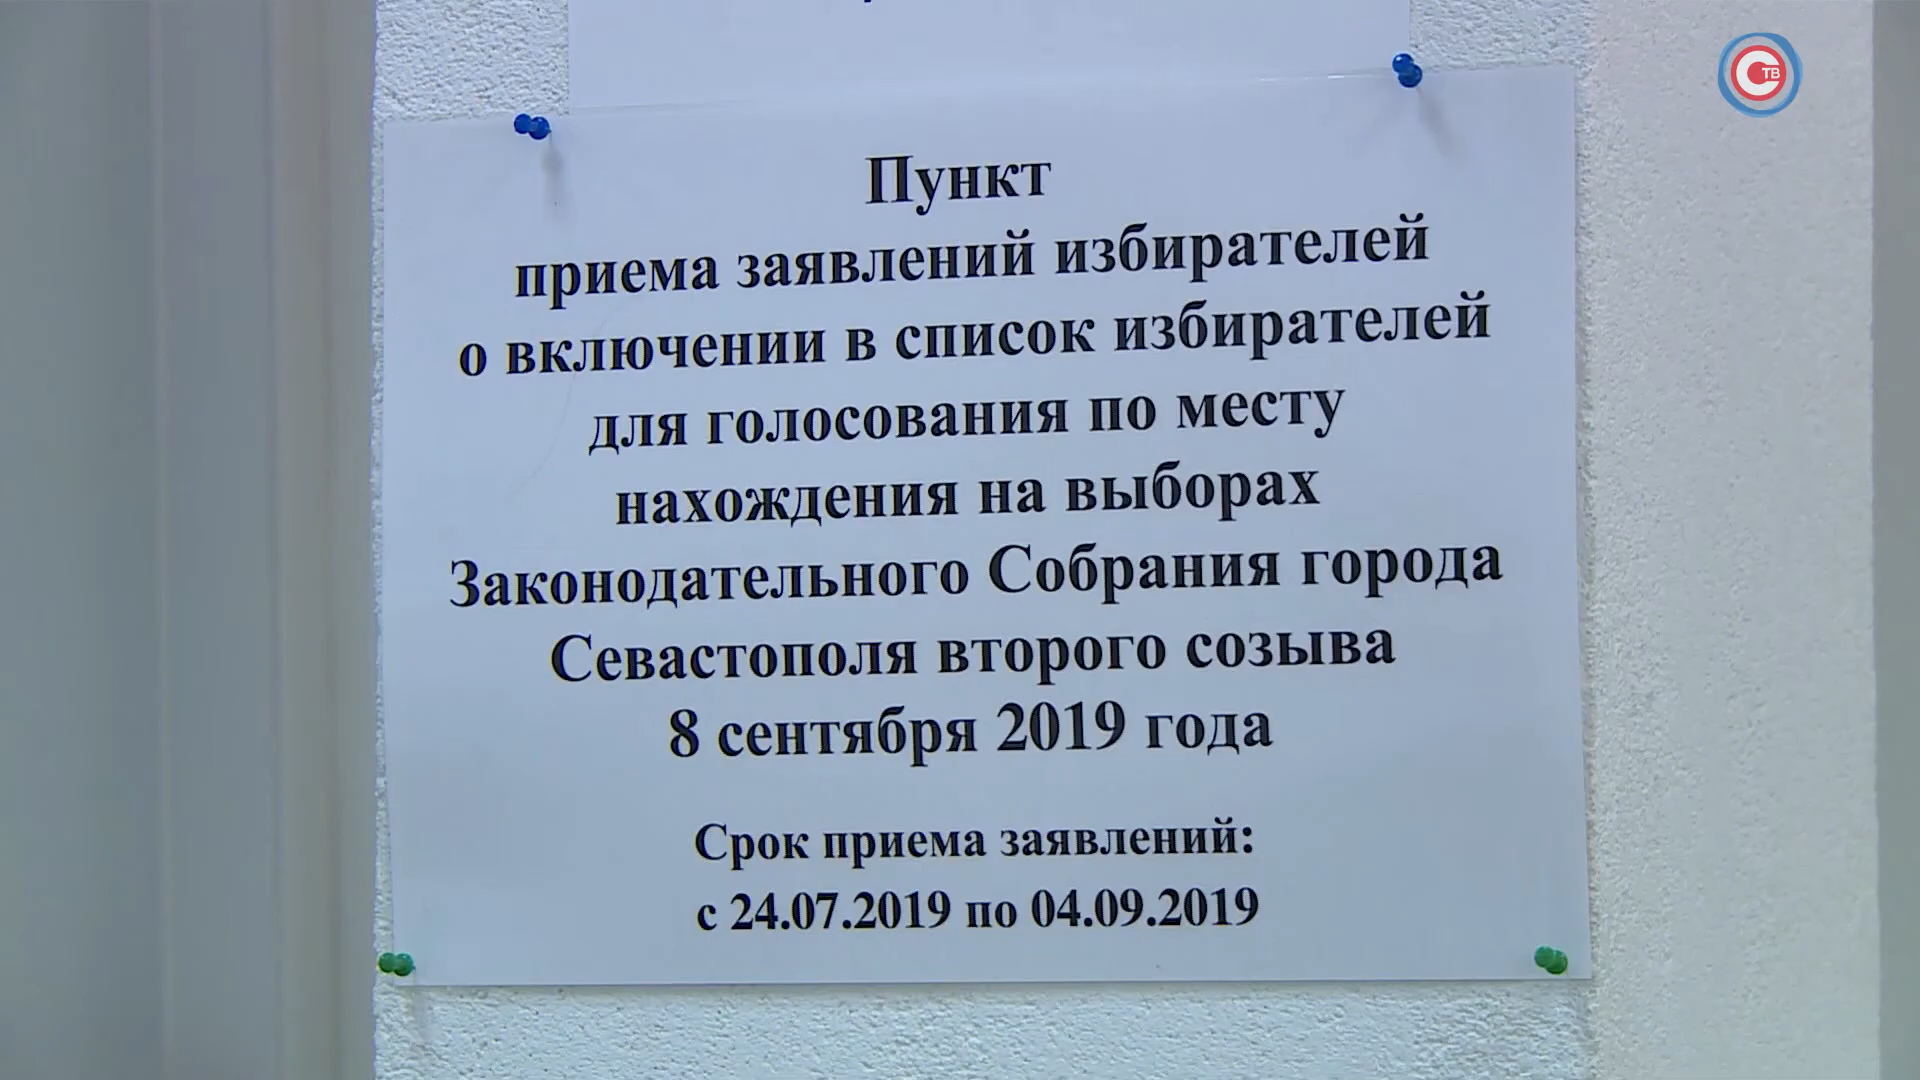 СТВ
Пункт
приема заявлений избирателей
о включении в список избирателей
для голосования по месту
нахождения на выборах
Законодательного Собрания города
Севастополя второго созыва
8 сентября 2019 года
Срок приема заявлений:
с 24.07.2019 по 04.09.2019